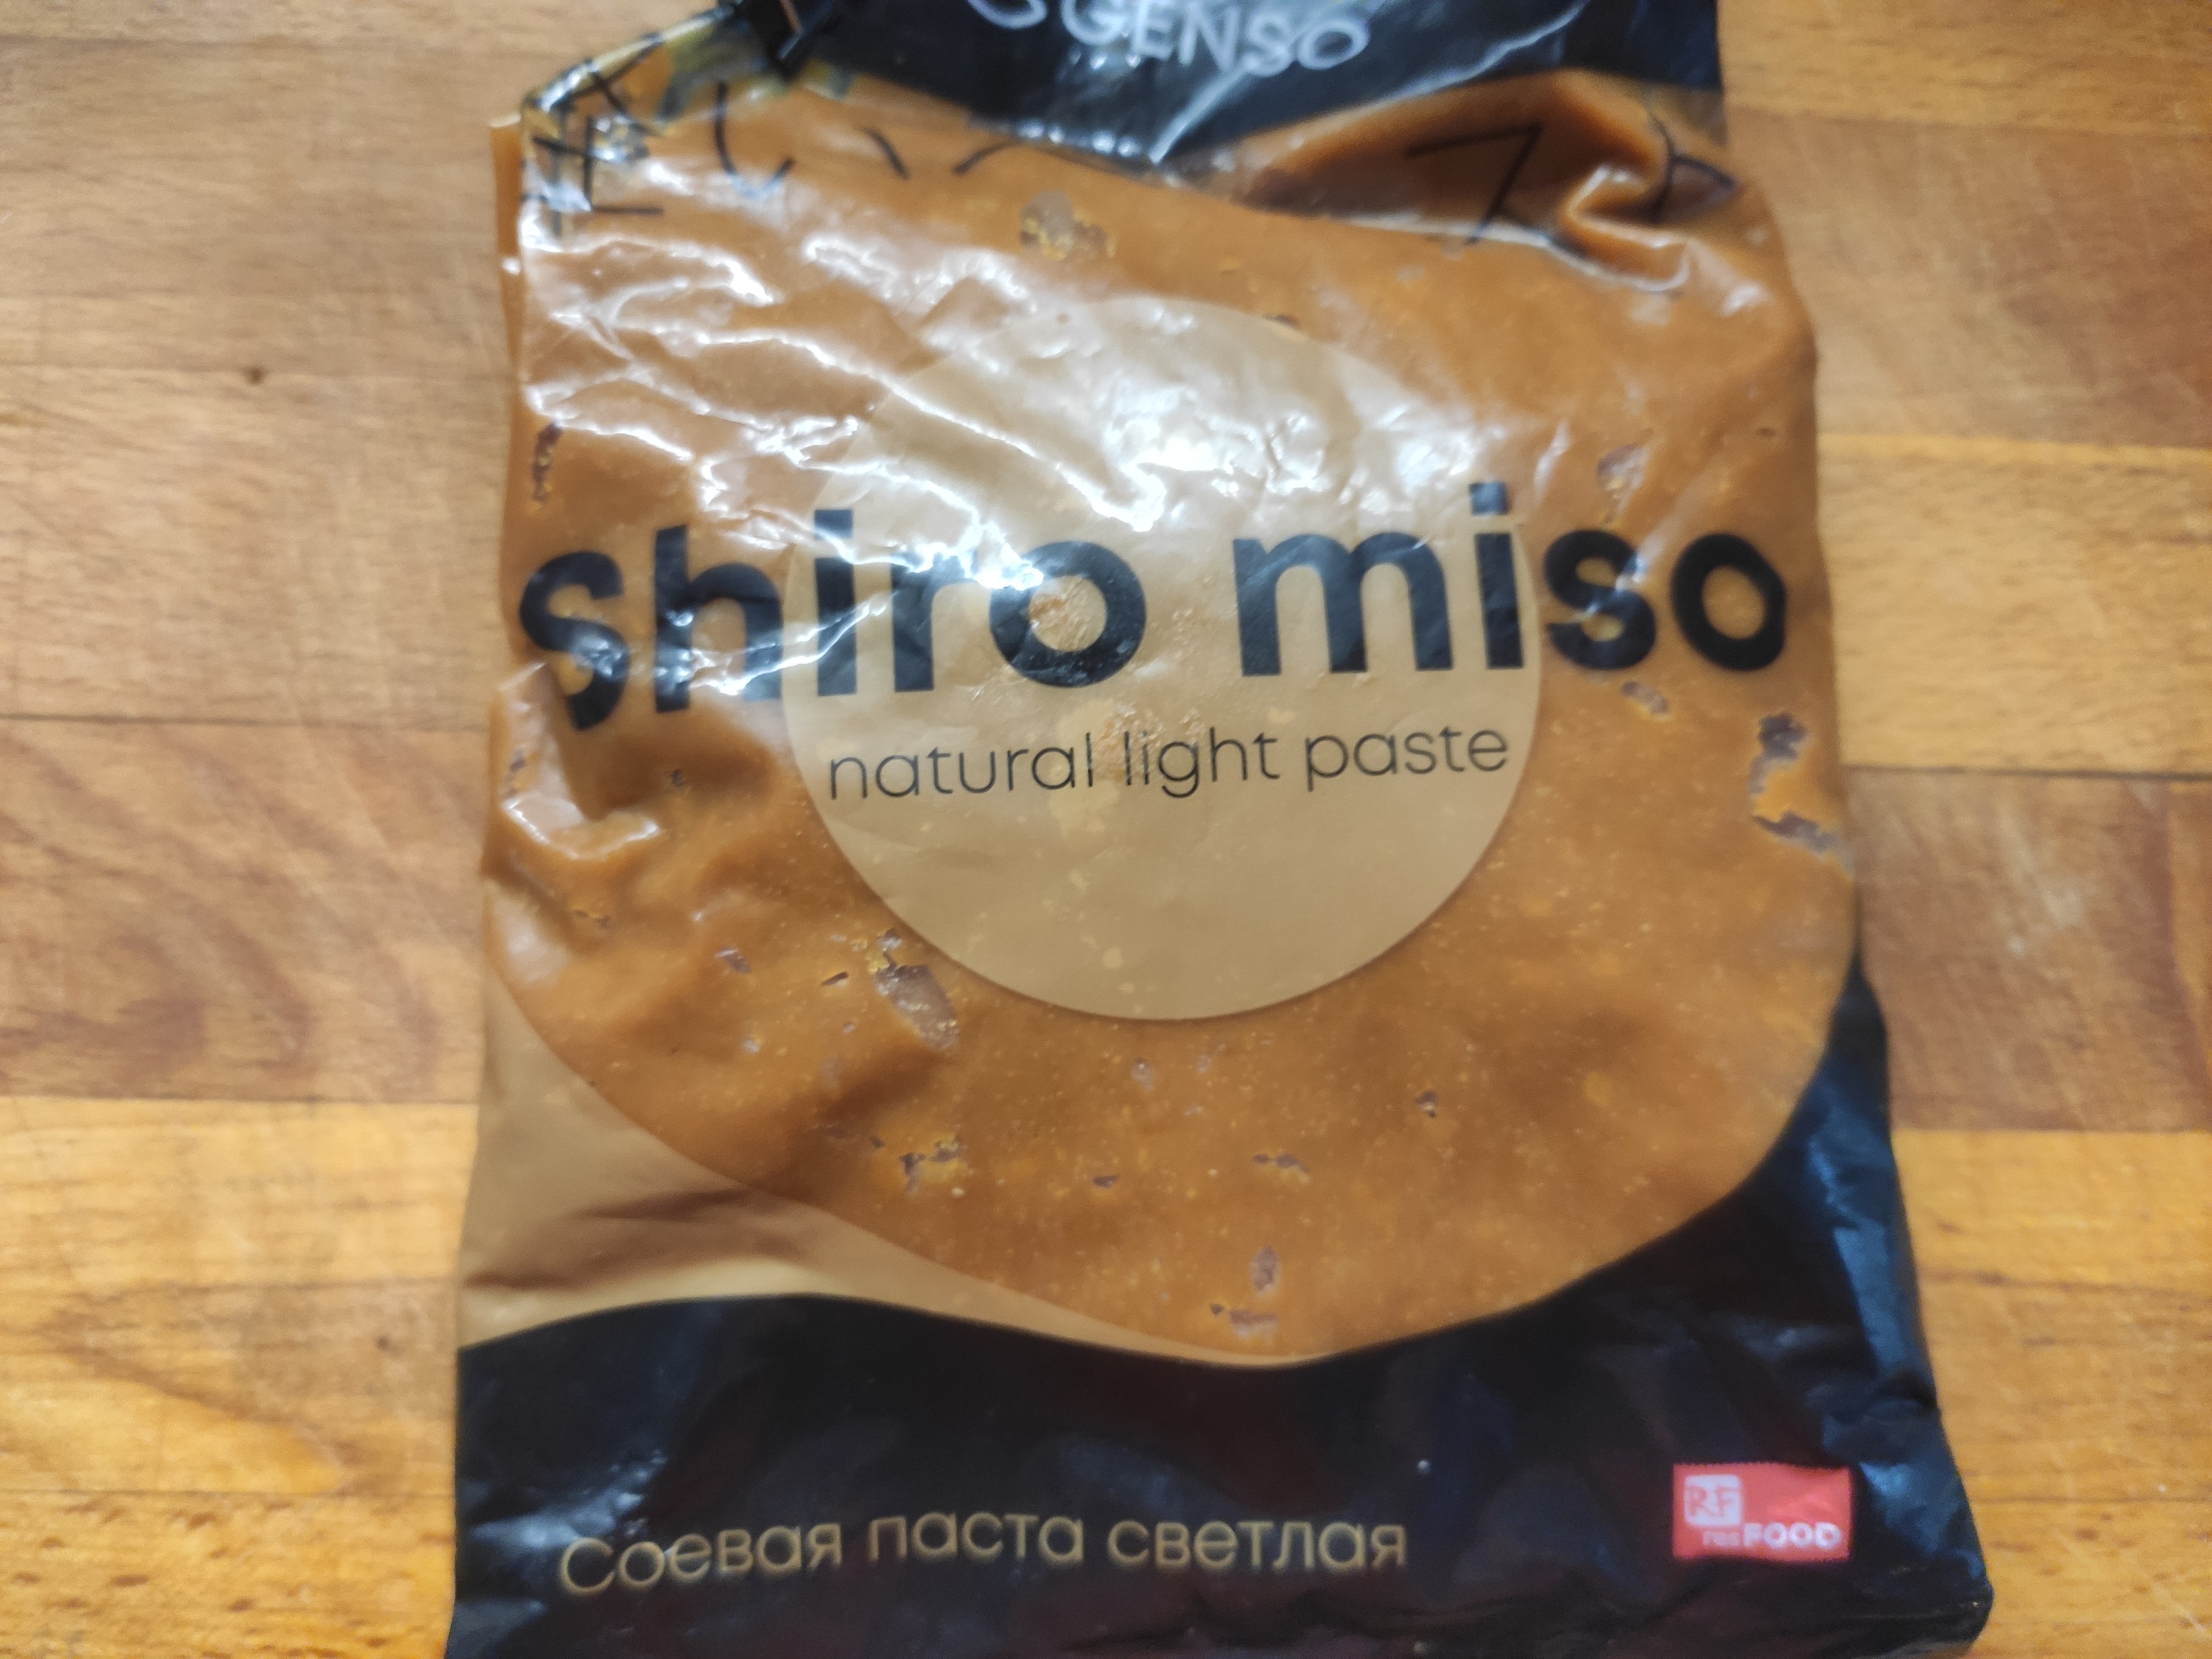 GENSO
shiro miso
natural light paste
Соевая паста светлая
RF
FOOD